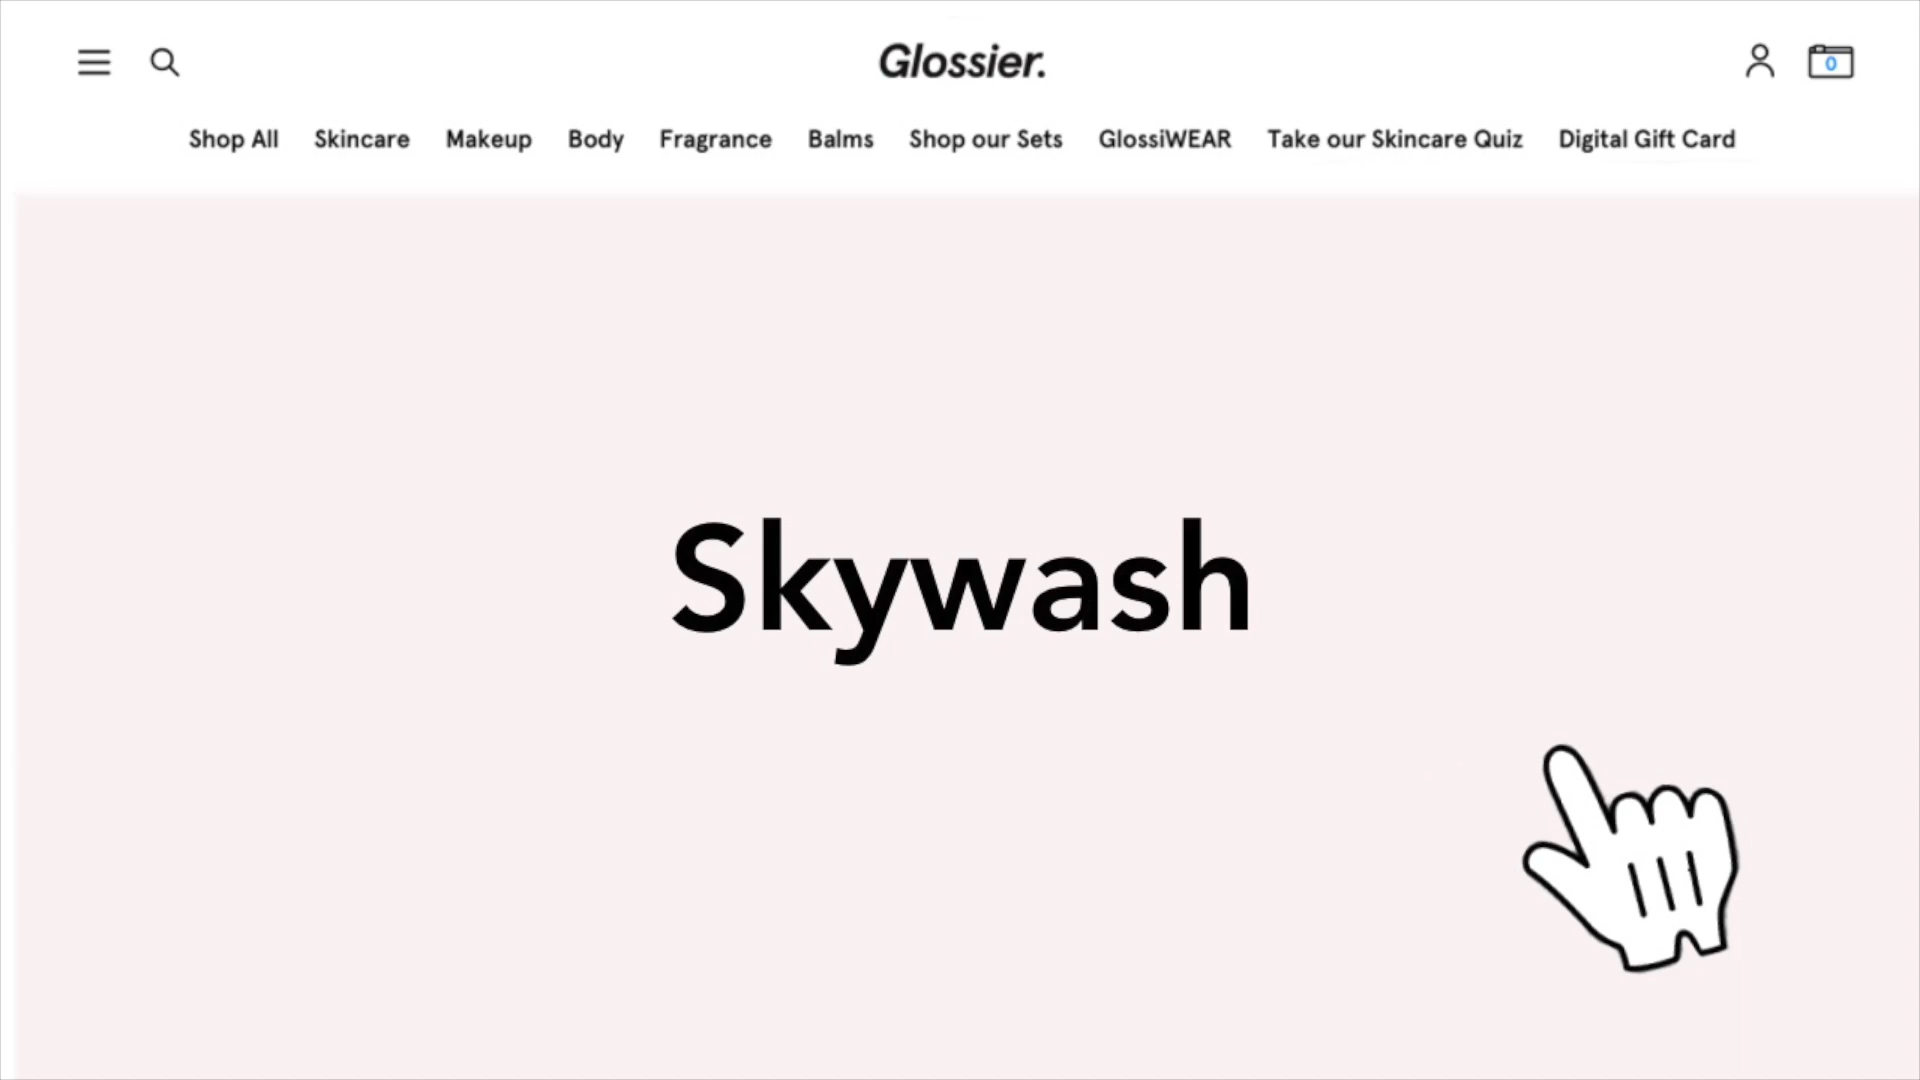 Glossier.
0
Shop All Skincare Makeup Body Fragrance Balms Shop our Sets GlossiWEAR Take our Skincare Quiz Digital Gift Card
Skywash